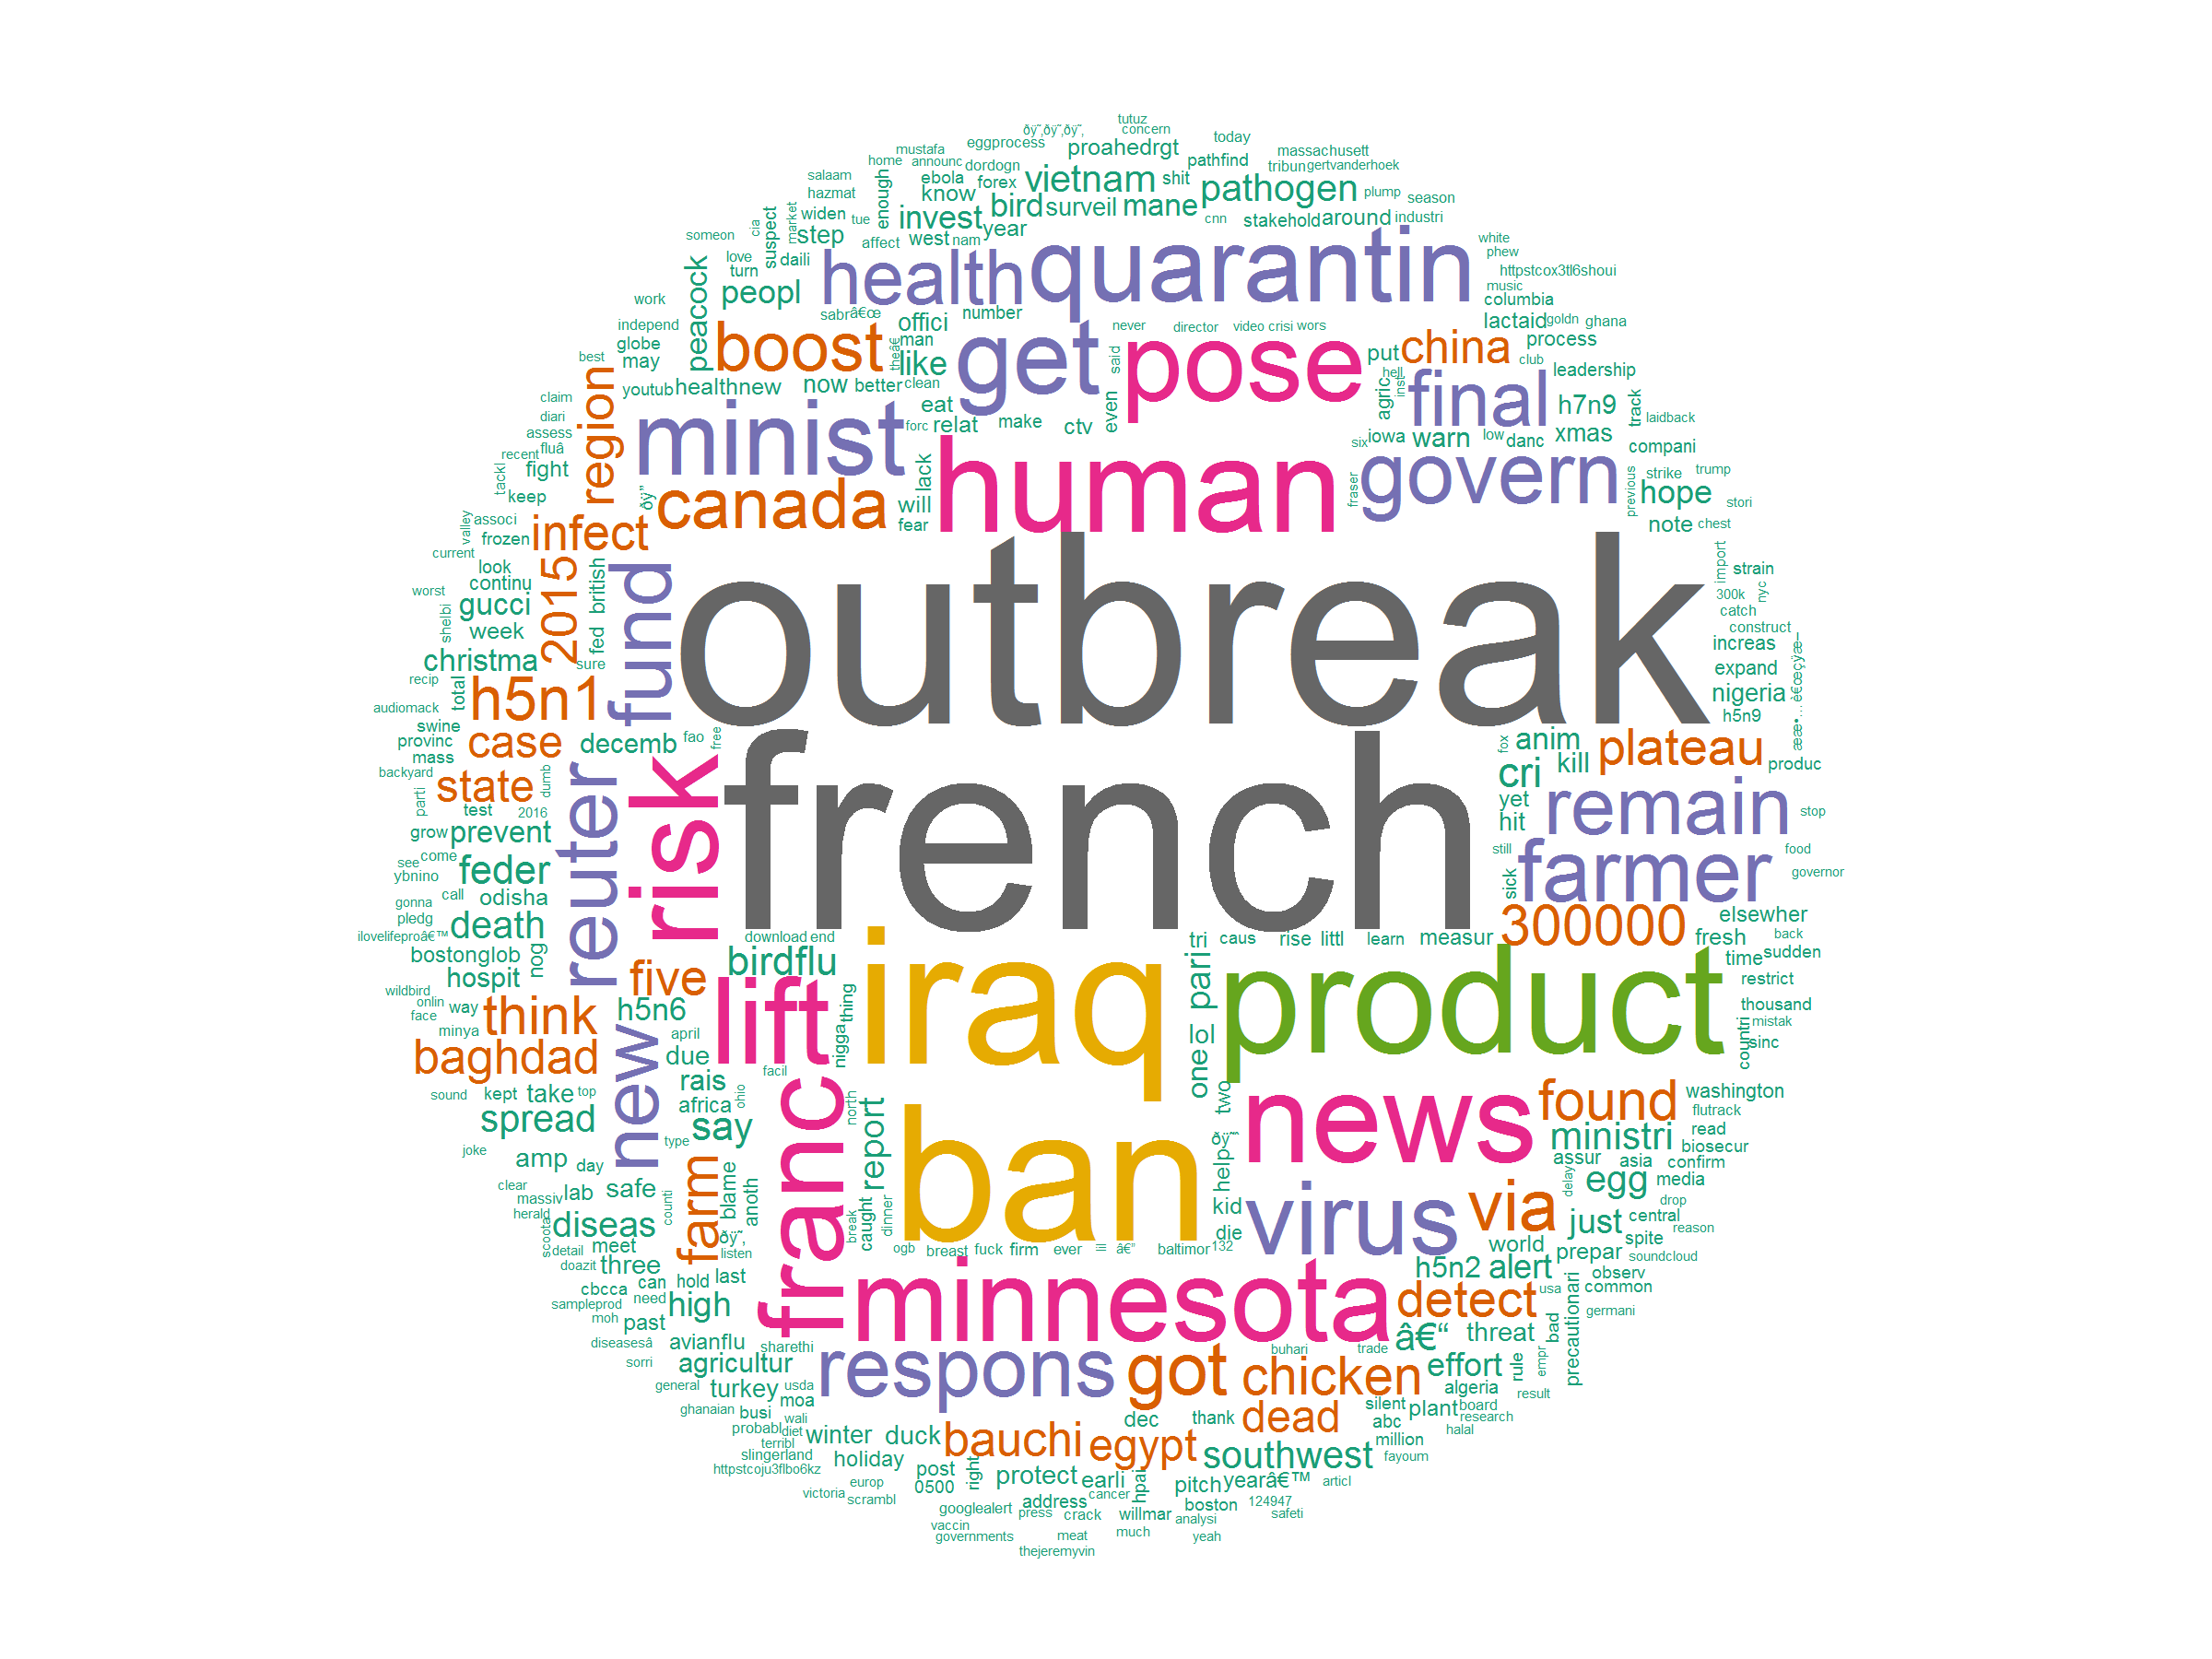 tutuz
ðÿ˜‚ðÿ˜‚ðÿ˜‚ concern
eggprocess proahedrgt today
mustafa massachusett
home announc dordogn pathfind tribun gertvanderhoek
salaam ebola forex vietnam shit pathogen plump
hazmat enough know season
widen invest bird surveil mane cnn stakehold around industri
cia market tue suspect step year
someon affect west nam white
love daili health quarantin phew
turn httpstcox3tl6shoui
peacock peopl music
work columbia
sabr â€œ number
independ offici never director video crisi wors lactaid goldn ghana
globe boost man get pose put china process
best may theâ€ like said hell club leadership
region youtub healthnew now better clean inst final h7n9 track
claim eat agric laidback
diari minist forc relat make ctv even six iowa warn low danc xmas
assess
fluâ human govern compani
recent fight lack strike trump
tackl keep ðÿ” canada will fraser previous hope stori
associ infect fear note chest
valley frozen
current look import strain
continu 2015 british fund outbreak 300k nyc
worst gucci catch
shelbi week fed construct
christma sure increas
recip h5n1 expand
audiomack total nigeria
swine h5n9
provinc case decemb fao free french fox anim plateau
mass cri kill
backyard state dumb reuter risk yet remain produc
parti test 2016 hit stop
grow prevent
see come still farmer food
ybnino feder sick governor
gonna call odisha
pledg death 300000 elsewher
ilovelifeproâ€™ download end tri caus rise littl learn measur fresh back
bostonglob nog birdflu iraq pari product time sudden
hospit five restrict
wildbird
onlin way think h5n6 lift thing thousand
face minya april nigga lol mistak
baghdad new due one countri sinc
facil
sound kept take top rais franc two news found washington
spread africa ohio north flutrack
joke type say report ban ðÿ˜ ministri read
amp day biosecur
clear lab farm blame help assur asia confirm
massiv safe anoth kid virus via delay egg media
herald counti caught dinner drop
scoota diseas ðÿ˜‚ break die just central reason
detail meet listen ogb breast fuck firm ever lil â€" baltimor 132 world spite
doazit three prepar soundcloud
cbcca can hold last minnesota h5n2 alert observ
sampleprod need high detect usa common
moh past germani
diseasesâ avianflu sharethi buhari trade â€“ threat bad precautionari
sorri agricultur respons got chicken effort rule empr
general turkey usda algeria result
ghanaian busi moa silent plant board
probabl wali diet dec thank dead abc research
terribl winter duck bauchi egypt million halal
slingerland holiday southwest fayoum
httpstcoju3flbo6kz post right protect earli hpai pitch yearâ€™ articl
europ 0500
victoria scrambl address cancer boston 124947
googlealert press crack willmar analysi safeti
vaccin
governments meat much yeah
thejeremyvin